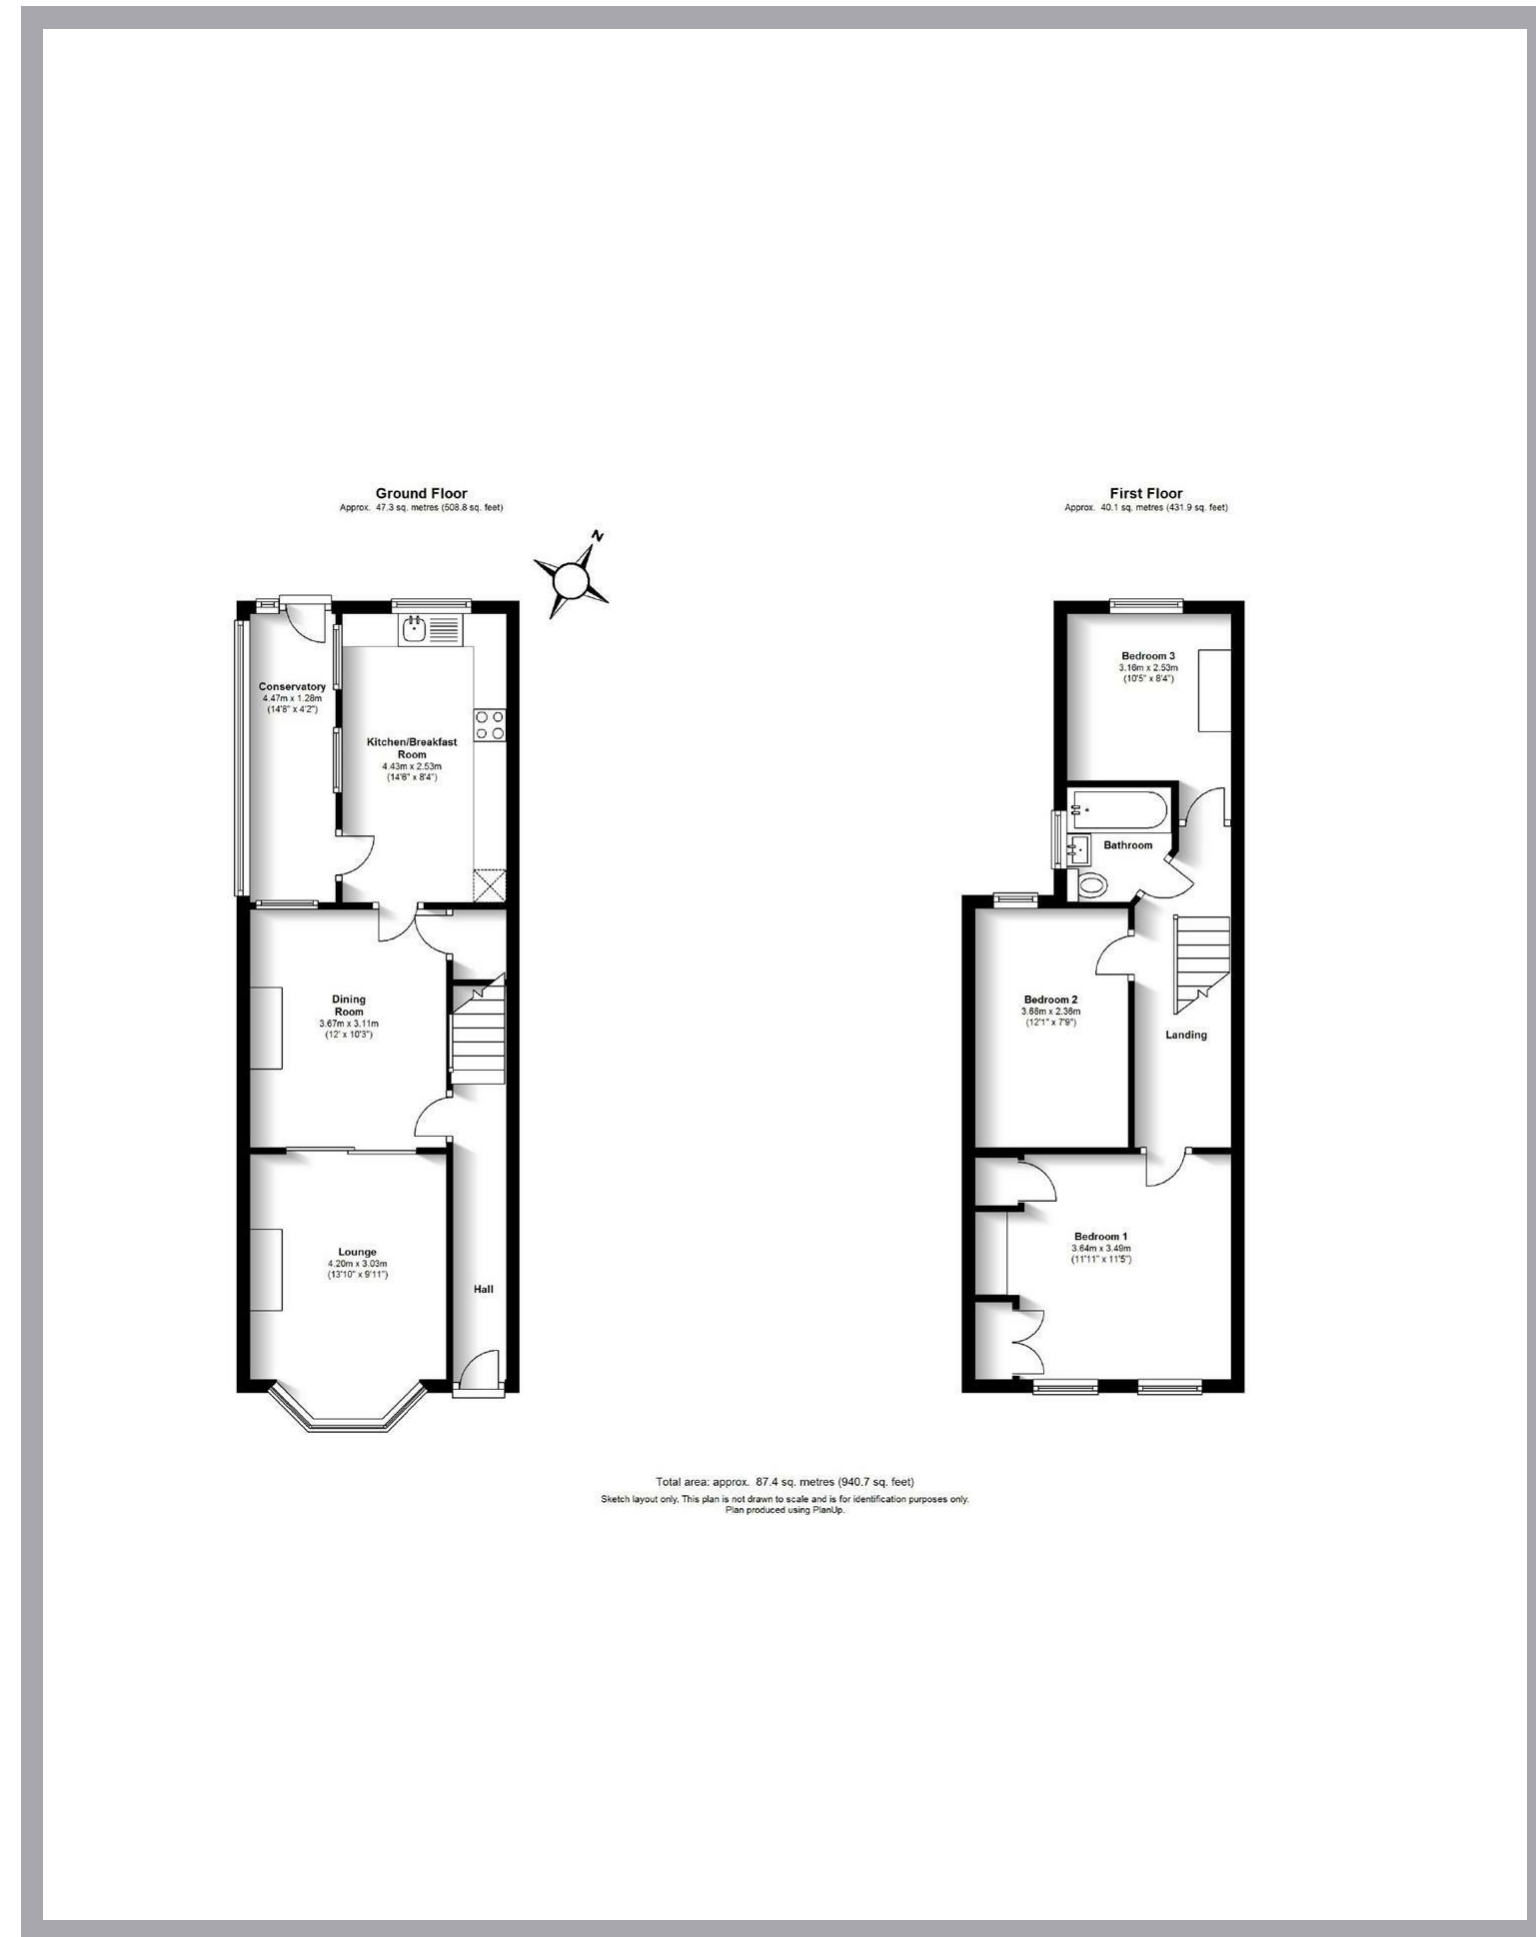 Ground Floor
Approx. 47.3 sq. metres (508.8 sq. feet)
N
Conservatory
4.47m x 1.28m
(14'8" x 4'2")
Kitchen/Breakfast
Room
4.43m x 2.53m
(14'6" x 8'4")
Dining
Room
3.67m x 3.11m
(12' x 10'3")
Lounge
4.20m x 3.03m
(13'10" x 9'11")
Hall
First Floor
Approx. 40.1 sq. metres (431.9 sq. feet)
Bedroom 3
3.16m x 2.53m
(10'5" x 8'4")
Bathroom
Bedroom 2
3.68m x 2.36m
(12'1" x 7'9")
Landing
Bedroom 1
3.64m x 3.49m
(11'11" x 11'5")
Total area: approx. 87.4 sq. metres (940.7 sq. feet)
Sketch layout only. This plan is not drawn to scale and is for identification purposes only.
Plan produced using PlanUp.